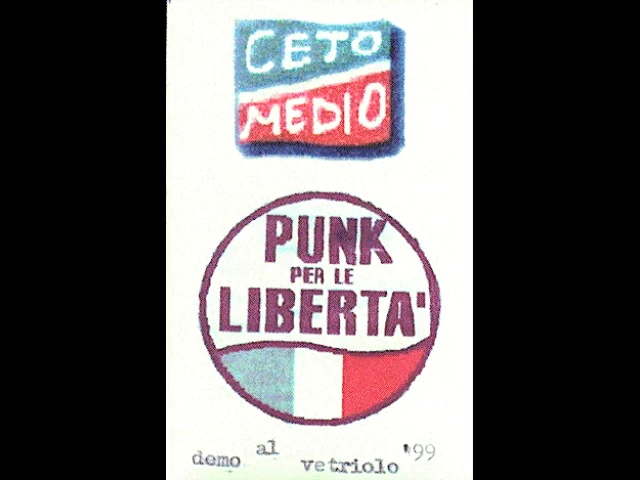 CETO
MEDIO
PUNK
PER LE
LIBERTA'
demo al vetriolo '99